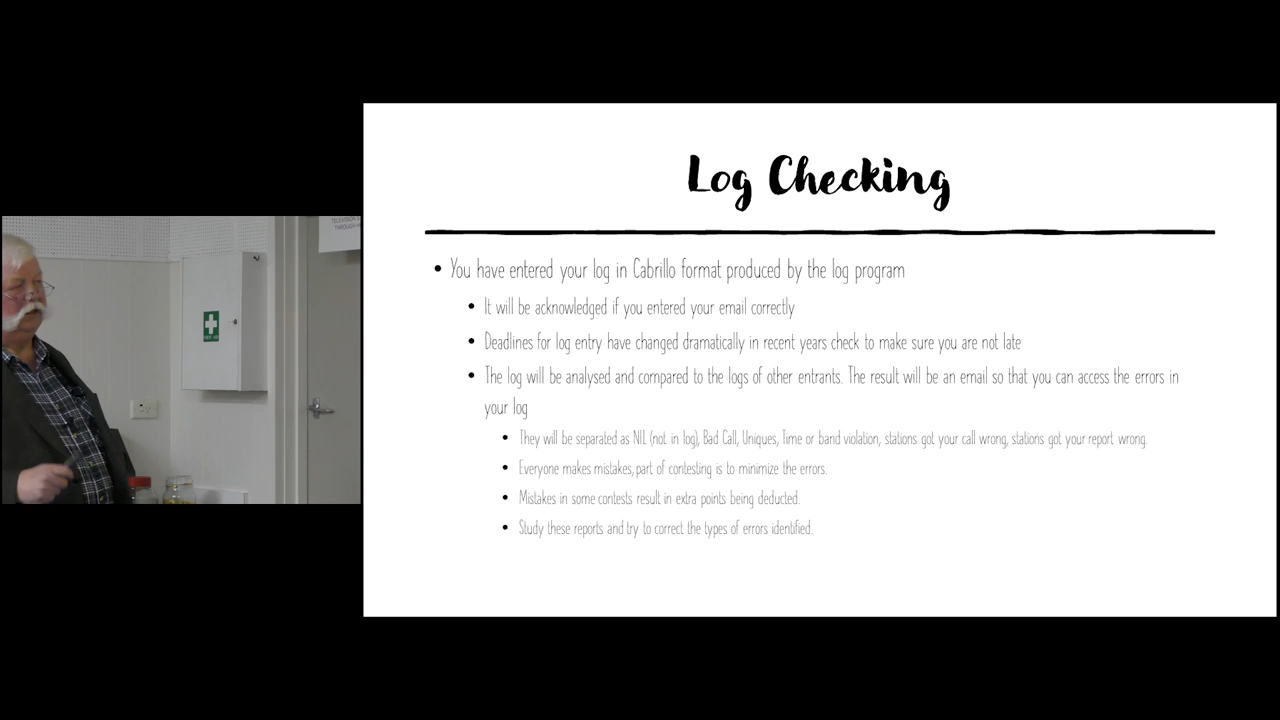 Log Checking
• You have entered your log in Cabrillo format produced by the log program
• It will be acknowledged if you entered your email correctly
• Deadlines for log entry have changed dramatically in recent years check to make sure you are not late
• The log will be analysed and compared to the logs of other entrants. The result will be an email so that you can access the errors in
your log
• They will be separated as NIL (not in log), Bad Call, Uniques, Time or band violation, stations got your call wrong, stations got your report wrong.
• Everyone makes mistakes, part of contesting is to minimize the errors.
• Mistakes in some contests result in extra points being deducted.
• Study these reports and try to correct the types of errors identified.
TELEVISION
THROUGH